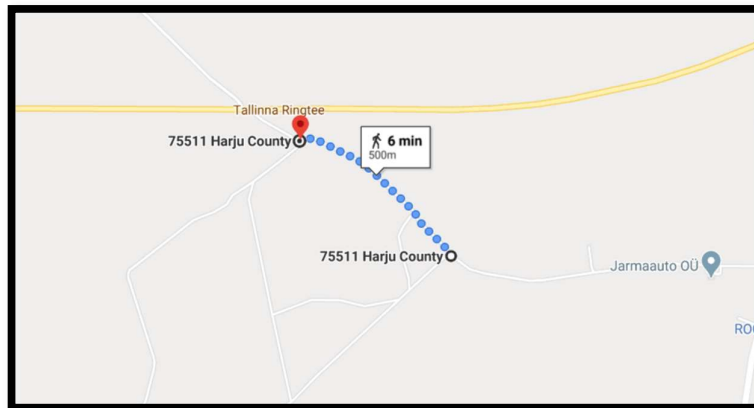 Tallinna Ringtee
75511 Harju County
6 min
500m
75511 Harju County
Jarmaauto OÜ